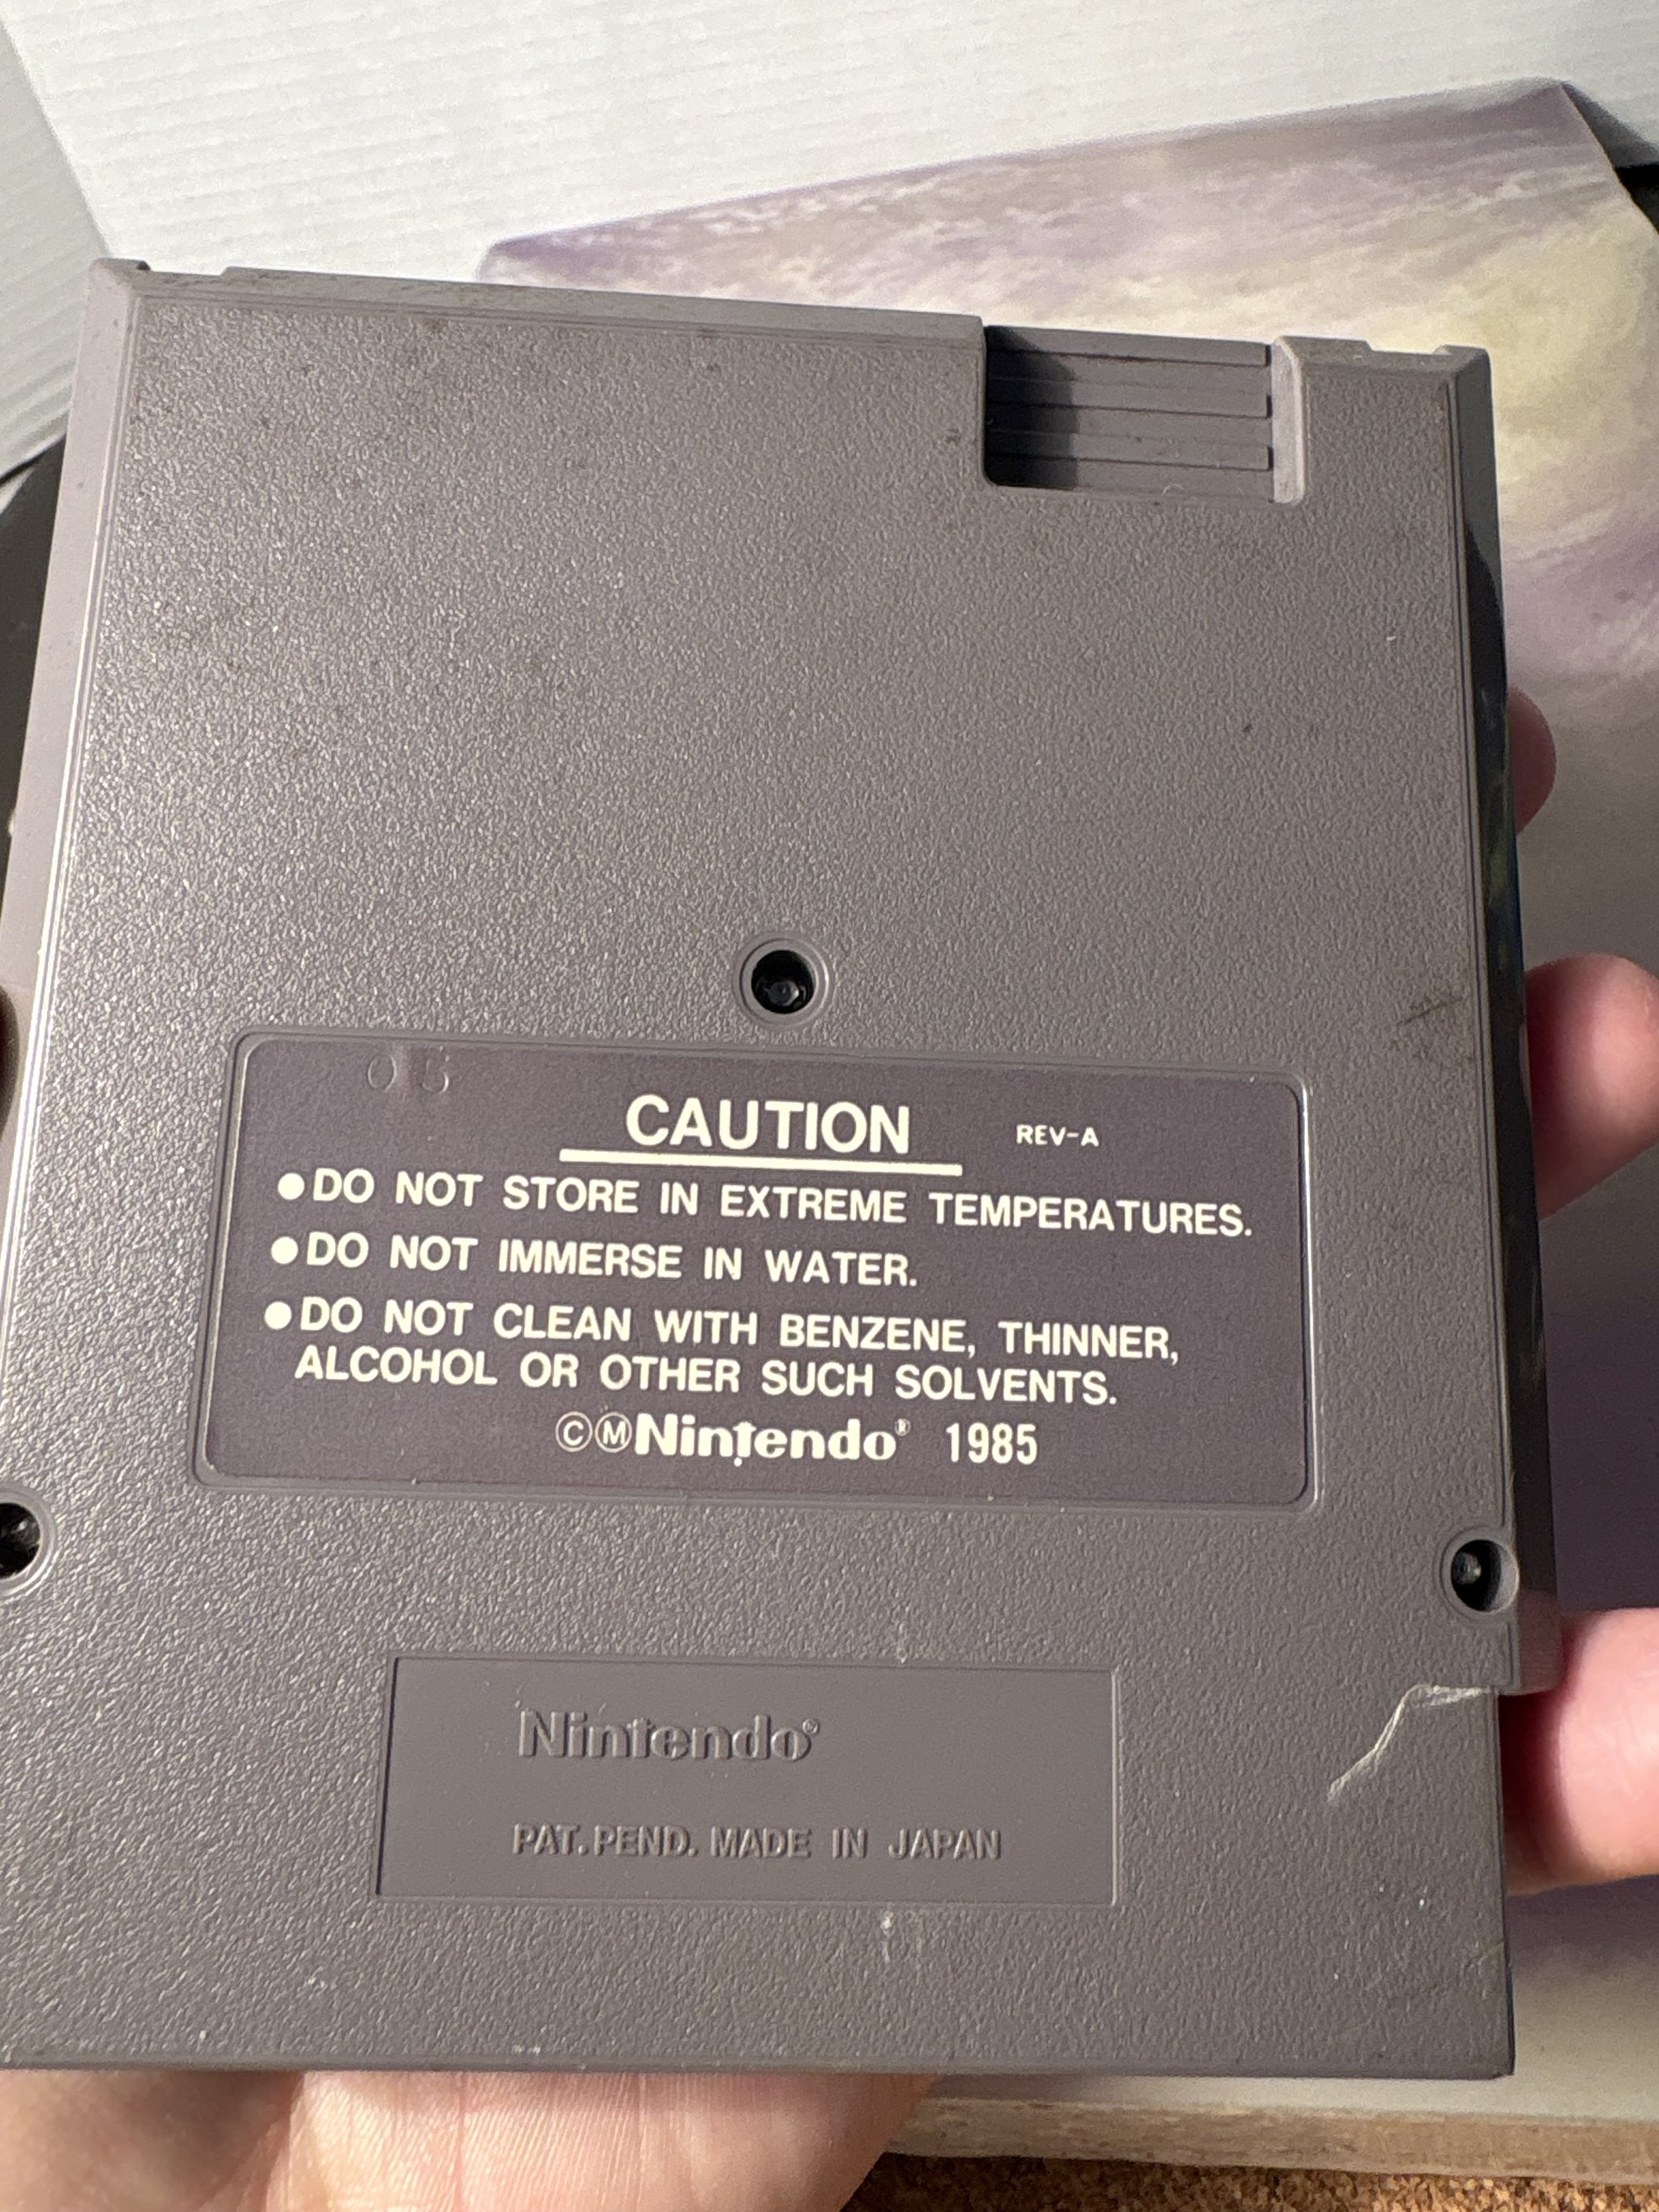 05
CAUTION REV-A
●DO NOT STORE IN EXTREME TEMPERATURES.
●DO NOT IMMERSE IN WATER.
●DO NOT CLEAN WITH BENZENE, THINNER,
ALCOHOL OR OTHER SUCH SOLVENTS.
©ⓂNintendo® 1985
Nintendo®
PAT. PEND. MADE IN JAPAN